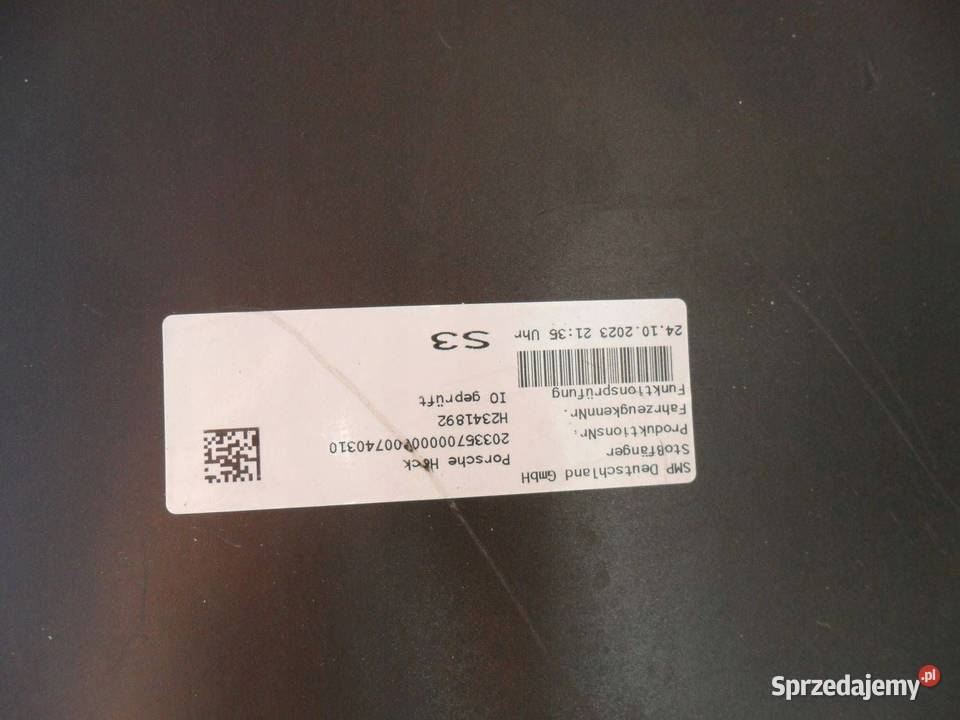 SMP Deutschland GmbH
Stoßfänger Porsche Heck
ProduktionsNr.
FahrzeugkennNr. H2341892
Funktionsprüfung IO geprüft
24.10.2023 21:35 Uhr S3
Sprzedajemy.pl